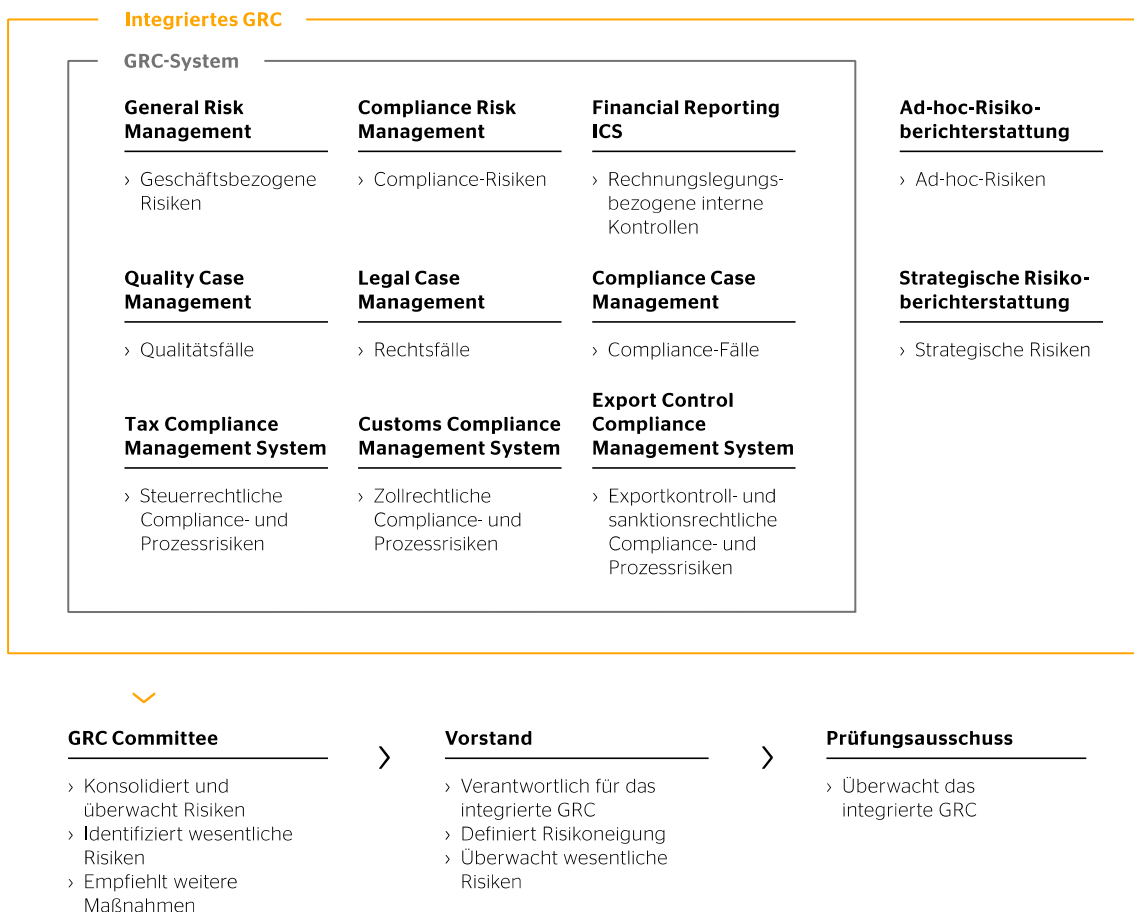 Integriertes GRC
GRC-System
General Risk
Management
› Geschäftsbezogene
Risiken
Compliance Risk
Management
› Compliance-Risiken
Financial Reporting
ICS
› Rechnungslegungs-
bezogene interne
Kontrollen
Ad-hoc-Risiko-
berichterstattung
› Ad-hoc-Risiken
Quality Case
Management
› Qualitätsfälle
Legal Case
Management
› Rechtsfälle
Compliance Case
Management
› Compliance-Fälle
Strategische Risiko-
berichterstattung
› Strategische Risiken
Tax Compliance
Management System
› Steuerrechtliche
Compliance- und
Prozessrisiken
Customs Compliance
Management System
› Zollrechtliche
Compliance- und
Prozessrisiken
Export Control
Compliance
Management System
› Exportkontroll- und
sanktionsrechtliche
Compliance- und
Prozessrisiken
GRC Committee
› Konsolidiert und
überwacht Risiken
› Identifiziert wesentliche
Risiken
› Empfiehlt weitere
Maßnahmen
Vorstand
› Verantwortlich für das
integrierte GRC
› Definiert Risikoneigung
› Überwacht wesentliche
Risiken
Prüfungsausschuss
› Überwacht das
integrierte GRC